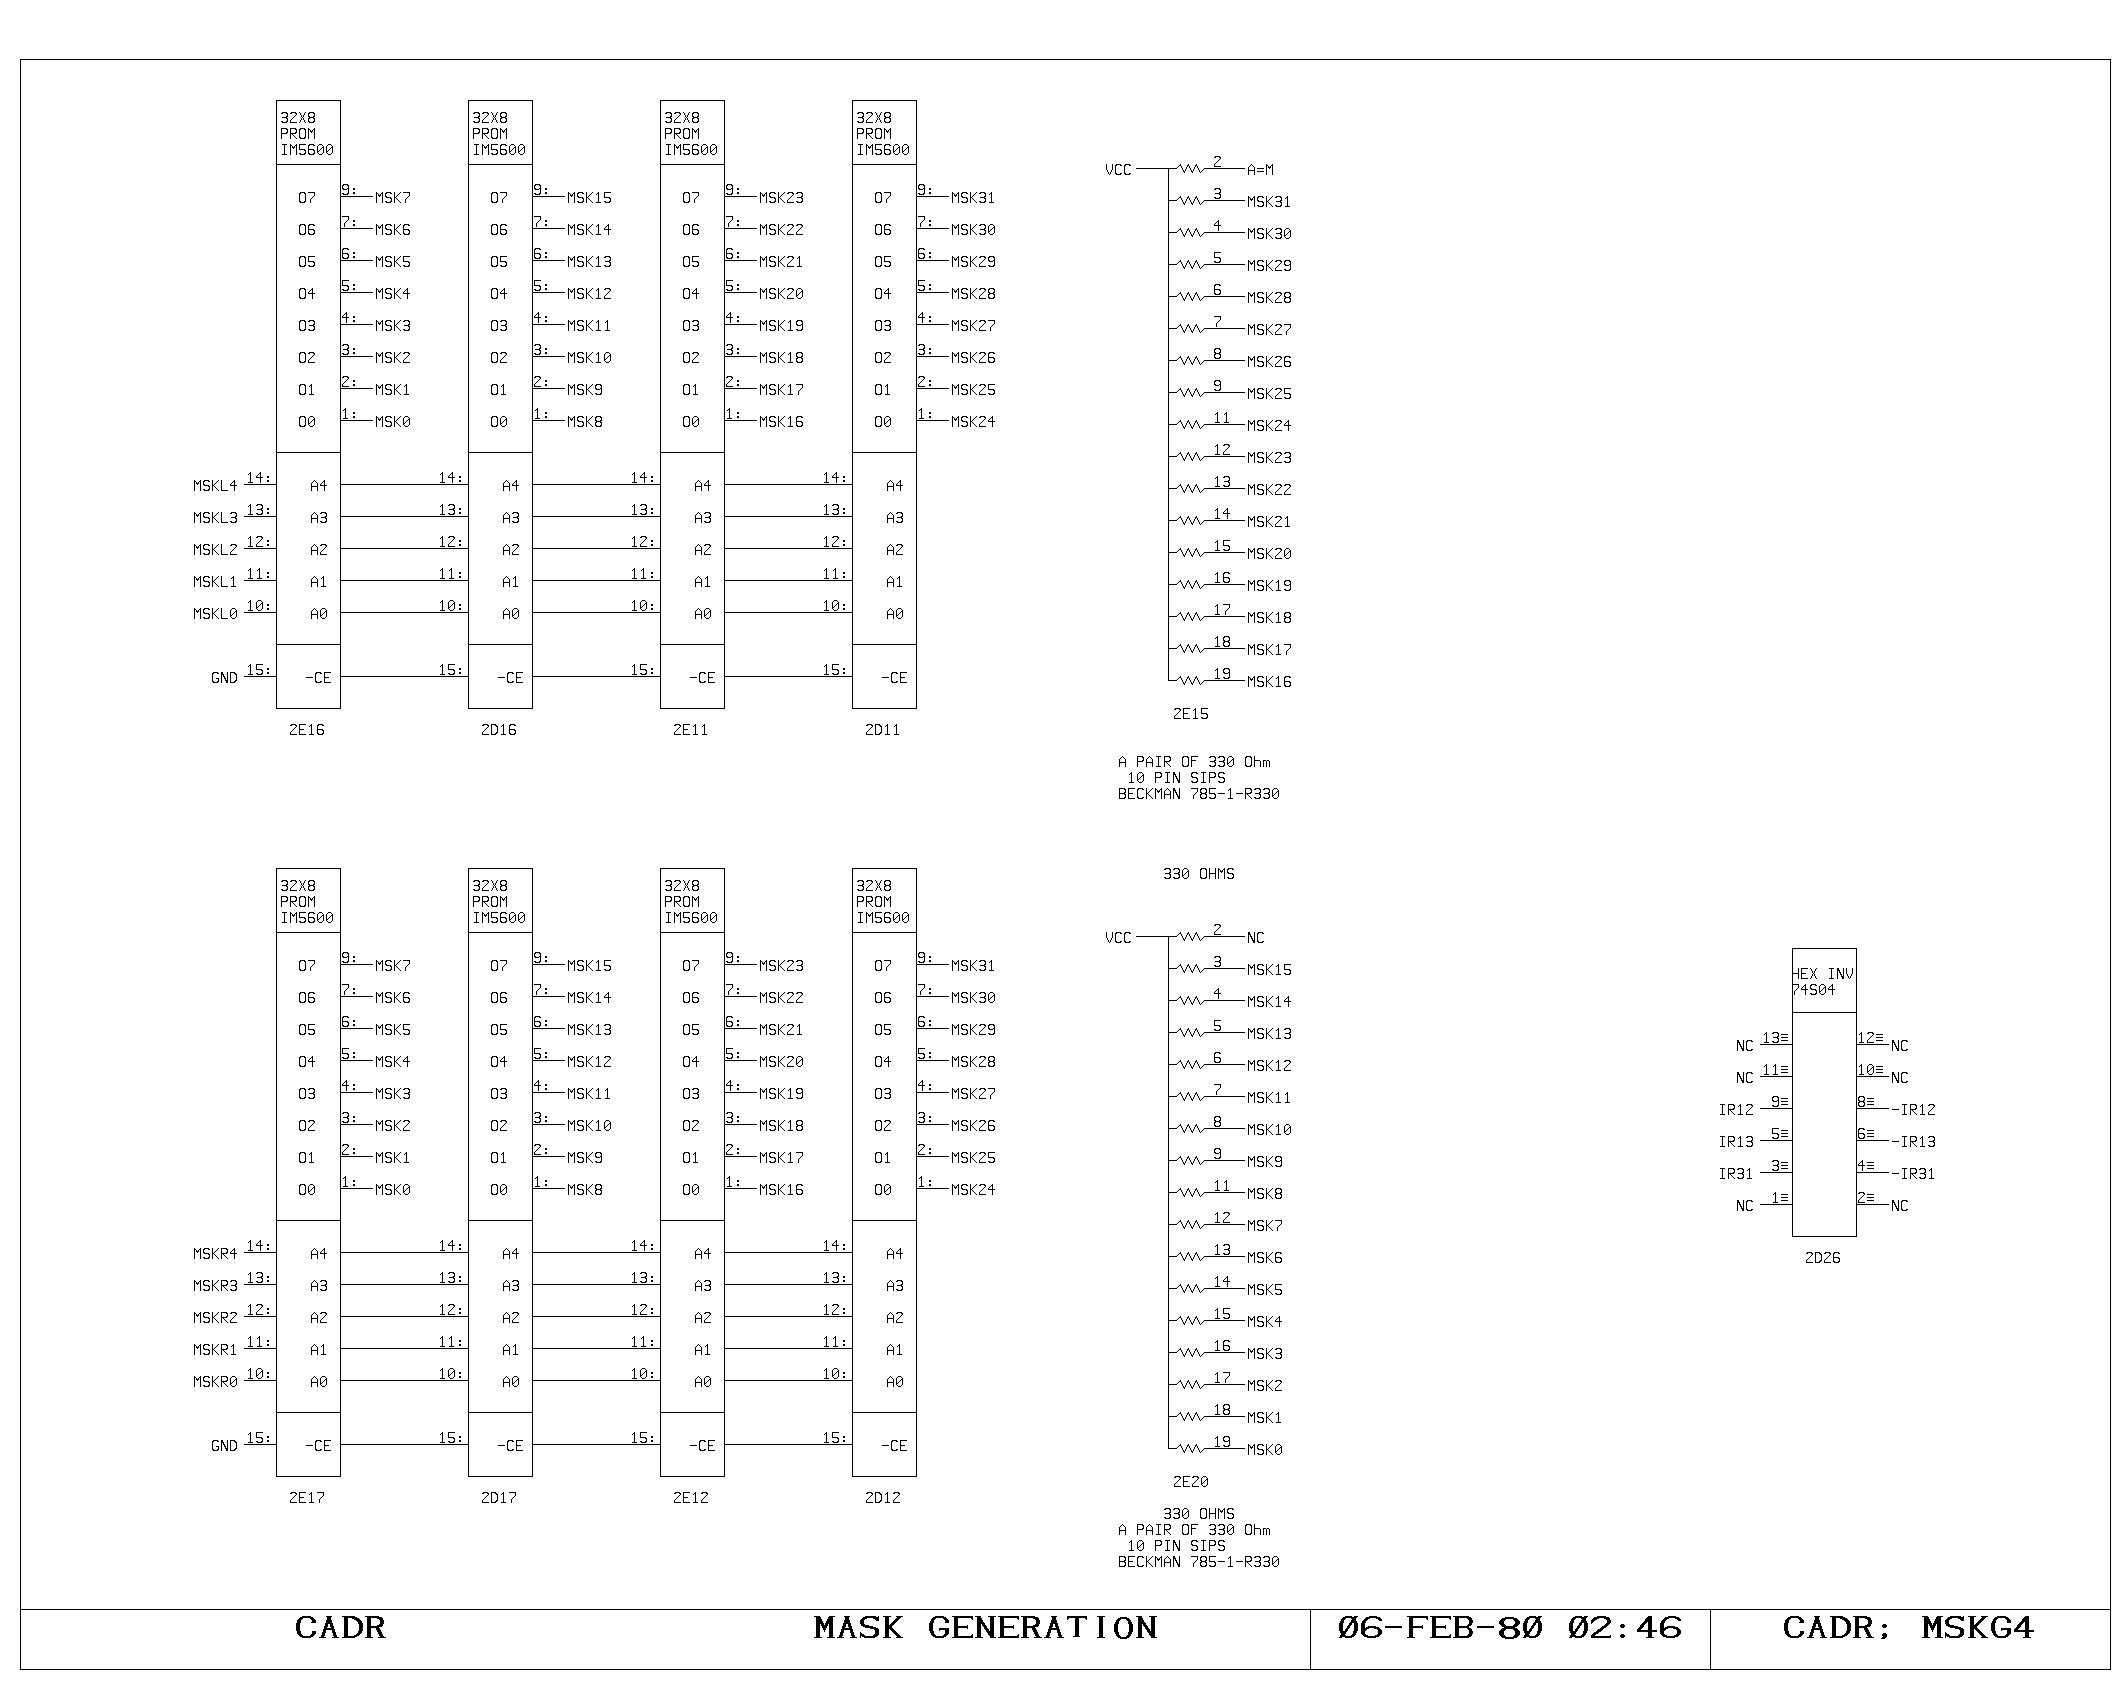 32X8 32X8 32X8 32X8
PROM PROM PROM PROM
IM5600 IM5600 IM5600 IM5600
VCC 2 A=M
O7 9: MSK7 O7 9: MSK15 O7 9: MSK23 O7 9: MSK31 3 MSK31
O6 7: MSK6 O6 7: MSK14 O6 7: MSK22 O6 7: MSK30 4 MSK30
O5 6: MSK5 O5 6: MSK13 O5 6: MSK21 O5 6: MSK29 5 MSK29
O4 5: MSK4 O4 5: MSK12 O4 5: MSK20 O4 5: MSK28 6 MSK28
O3 4: MSK3 O3 4: MSK11 O3 4: MSK19 O3 4: MSK27 7 MSK27
O2 3: MSK2 O2 3: MSK10 O2 3: MSK18 O2 3: MSK26 8 MSK26
O1 2: MSK1 O1 2: MSK9 O1 2: MSK17 O1 2: MSK25 9 MSK25
O0 1: MSK0 O0 1: MSK8 O0 1: MSK16 O0 1: MSK24 11 MSK24
12 MSK23
MSKL4 14: A4 14: A4 14: A4 14: A4 13 MSK22
MSKL3 13: A3 13: A3 13: A3 13: A3 14 MSK21
MSKL2 12: A2 12: A2 12: A2 12: A2 15 MSK20
MSKL1 11: A1 11: A1 11: A1 11: A1 16 MSK19
MSKL0 10: A0 10: A0 10: A0 10: A0 17 MSK18
18 MSK17
GND 15: -CE 15: -CE 15: -CE 15: -CE 19 MSK16
2E15
2E16 2D16 2E11 2D11
A PAIR OF 330 Ohm
10 PIN SIPS
BECKMAN 785-1-R330
330 OHMS
32X8 32X8 32X8 32X8
PROM PROM PROM PROM
IM5600 IM5600 IM5600 IM5600
VCC 2 NC
O7 9: MSK7 O7 9: MSK15 O7 9: MSK23 O7 9: MSK31 3 MSK15
HEX INV
74S04
O6 7: MSK6 O6 7: MSK14 O6 7: MSK22 O6 7: MSK30 4 MSK14
O5 6: MSK5 O5 6: MSK13 O5 6: MSK21 O5 6: MSK29 5 MSK13
NC 13≡ 12≡ NC
O4 5: MSK4 O4 5: MSK12 O4 5: MSK20 O4 5: MSK28 6 MSK12
NC 11≡ 10≡ NC
O3 4: MSK3 O3 4: MSK11 O3 4: MSK19 O3 4: MSK27 7 MSK11
IR12 9≡ 8≡ -IR12
O2 3: MSK2 O2 3: MSK10 O2 3: MSK18 O2 3: MSK26 8 MSK10
IR13 5≡ 6≡ -IR13
O1 2: MSK1 O1 2: MSK9 O1 2: MSK17 O1 2: MSK25 9 MSK9
IR31 3≡ 4≡ -IR31
O0 1: MSK0 O0 1: MSK8 O0 1: MSK16 O0 1: MSK24 11 MSK8
NC 1≡ 2≡ NC
12 MSK7
MSKR4 14: A4 14: A4 14: A4 14: A4 13 MSK6
2D26
MSKR3 13: A3 13: A3 13: A3 13: A3 14 MSK5
MSKR2 12: A2 12: A2 12: A2 12: A2 15 MSK4
MSKR1 11: A1 11: A1 11: A1 11: A1 16 MSK3
MSKR0 10: A0 10: A0 10: A0 10: A0 17 MSK2
18 MSK1
GND 15: -CE 15: -CE 15: -CE 15: -CE 19 MSK0
2E20
2E17 2D17 2E12 2D12
330 OHMS
A PAIR OF 330 Ohm
10 PIN SIPS
BECKMAN 785-1-R330
CADR MASK GENERATION Ø6-FEB-8Ø Ø2:46 CADR; MSKG4